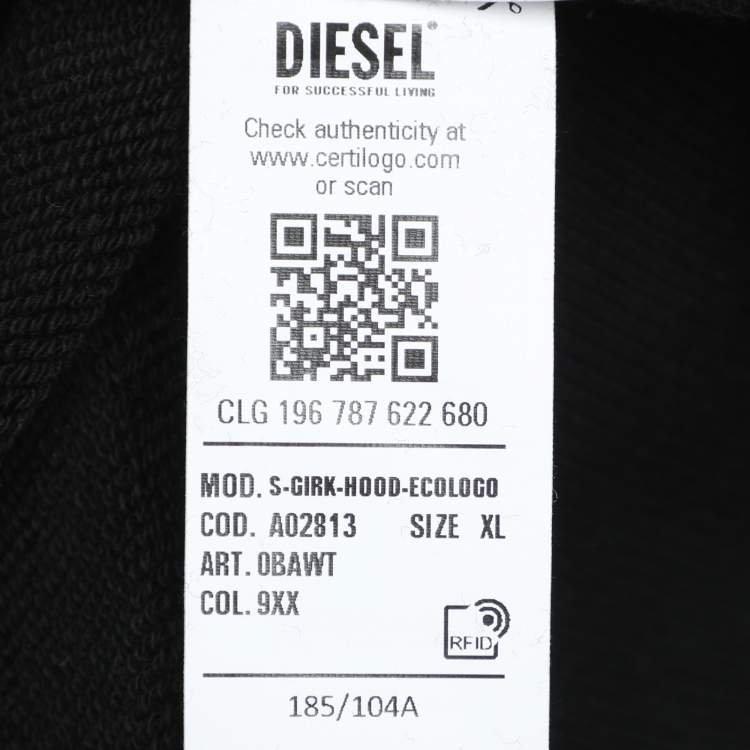 DIESEL®
FOR SUCCESSFUL LIVING
Check authenticity at
www.certilogo.com
or scan
CLG 196 787 622 680
MOD. S-GIRK-HOOD-ECOLOGO
COD. A02813 SIZE XL
ART. 0BAWT
COL. 9XX
RFID
185/104A